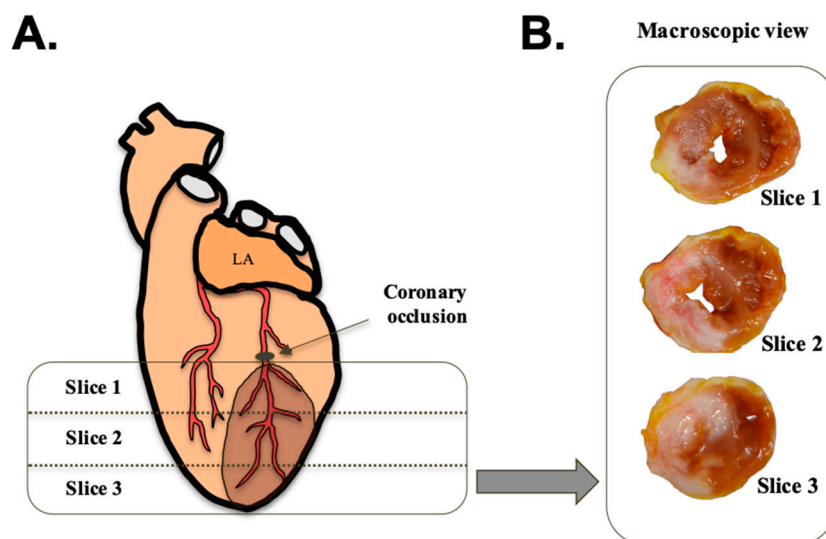 A.
B.
Macroscopic view
LA
Coronary
occlusion
Slice 1
Slice 2
Slice 3
Slice 1
Slice 2
Slice 3